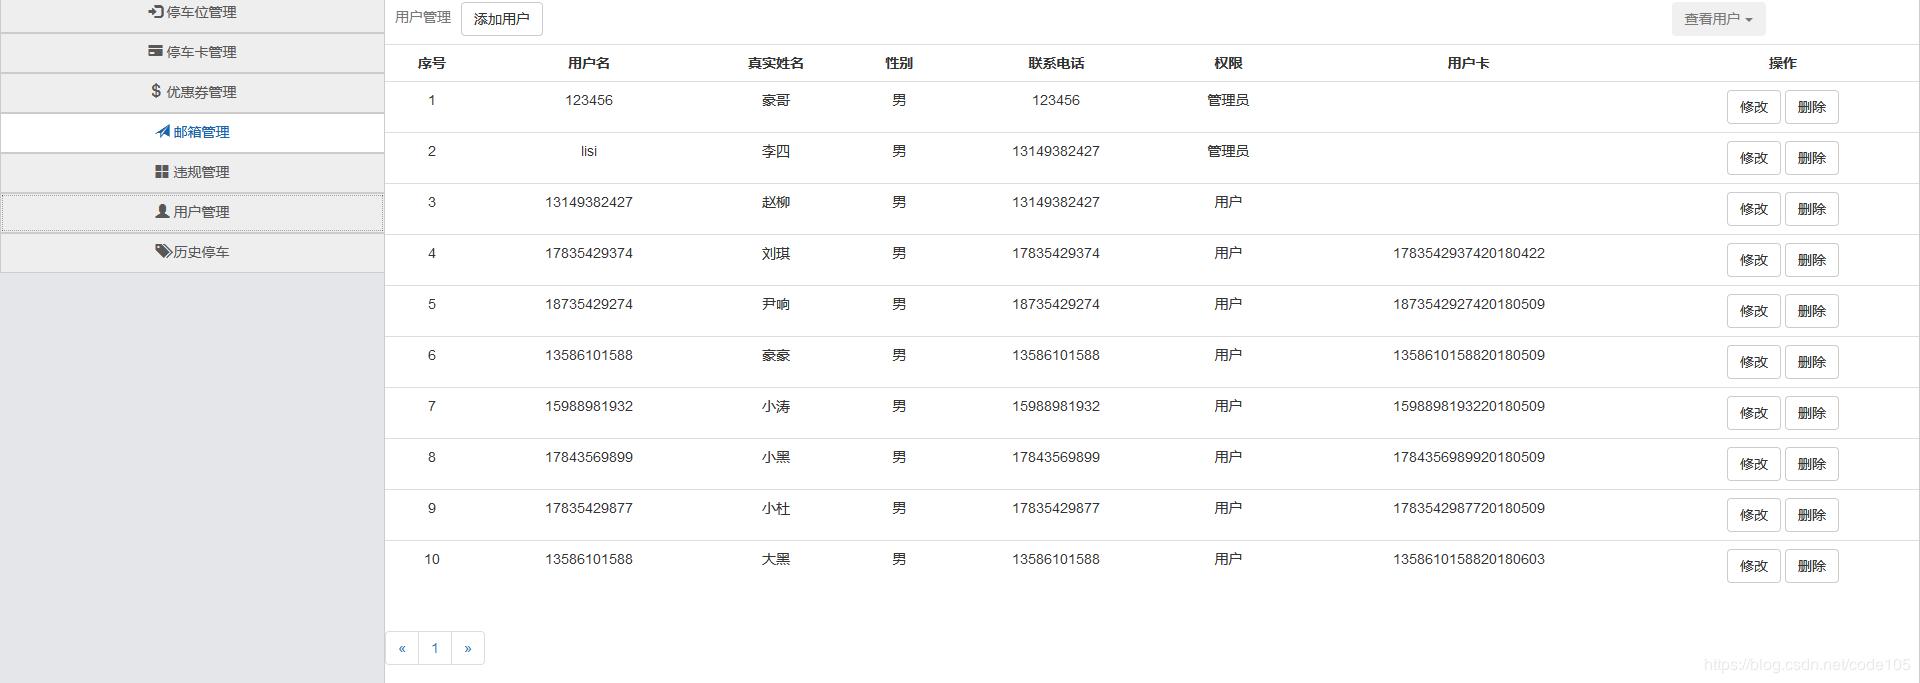 停车位管理
停车卡管理
优惠券管理
邮箱管理
违规管理
用户管理
历史停车
用户管理 添加用户 查看用户
序号 用户名 真实姓名 性别 联系电话 权限 用户卡 操作
1 123456 豪哥 男 123456 管理员 修改 删除
2 lisi 李四 男 13149382427 管理员 修改 删除
3 13149382427 赵柳 男 13149382427 用户 修改 删除
4 17835429374 刘琪 男 17835429374 用户 1783542937420180422 修改 删除
5 18735429274 尹响 男 18735429274 用户 1873542927420180509 修改 删除
6 13586101588 豪豪 男 13586101588 用户 1358610158820180509 修改 删除
7 15988981932 小涛 男 15988981932 用户 1598898193220180509 修改 删除
8 17843569899 小黑 男 17843569899 用户 1784356989920180509 修改 删除
9 17835429877 小杜 男 17835429877 用户 1783542987720180509 修改 删除
10 13586101588 大黑 男 13586101588 用户 1358610158820180603 修改 删除
« 1 »
https://blog.csdn.net/code105